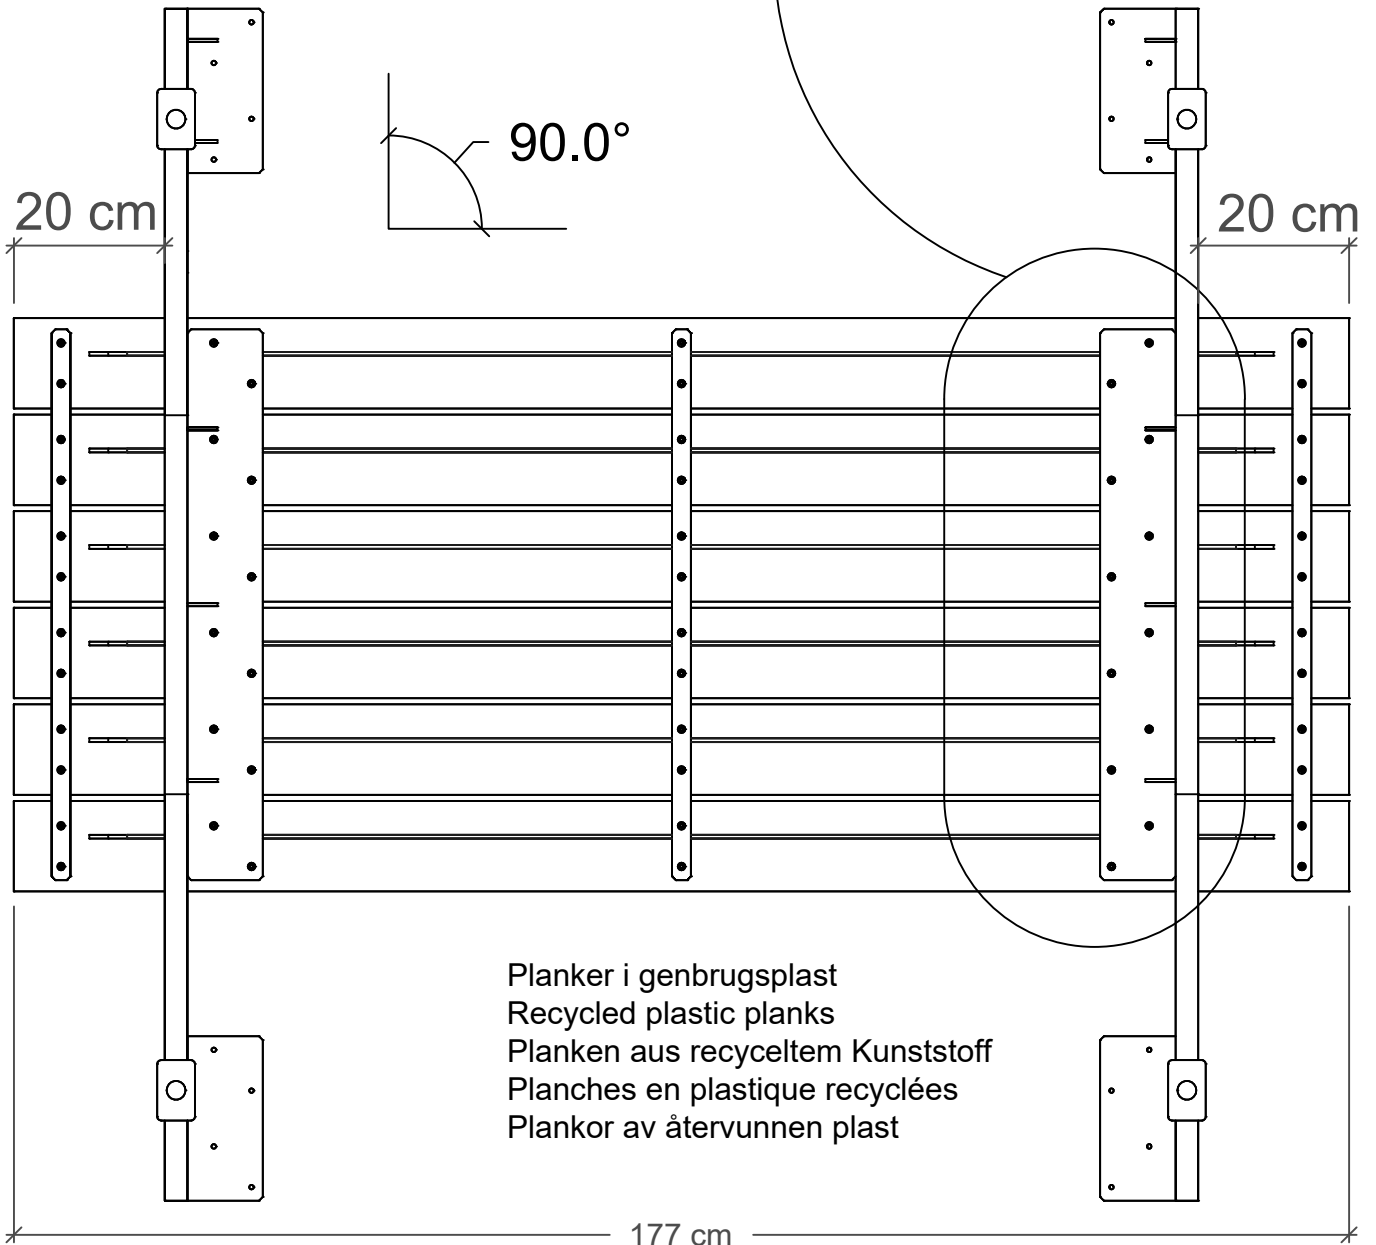 90.0°
20 cm
20 cm
Planker i genbrugsplast
Recycled plastic planks
Planken aus recyceltem Kunststoff
Planches en plastique recyclées
Plankor av återvunnen plast
177 cm